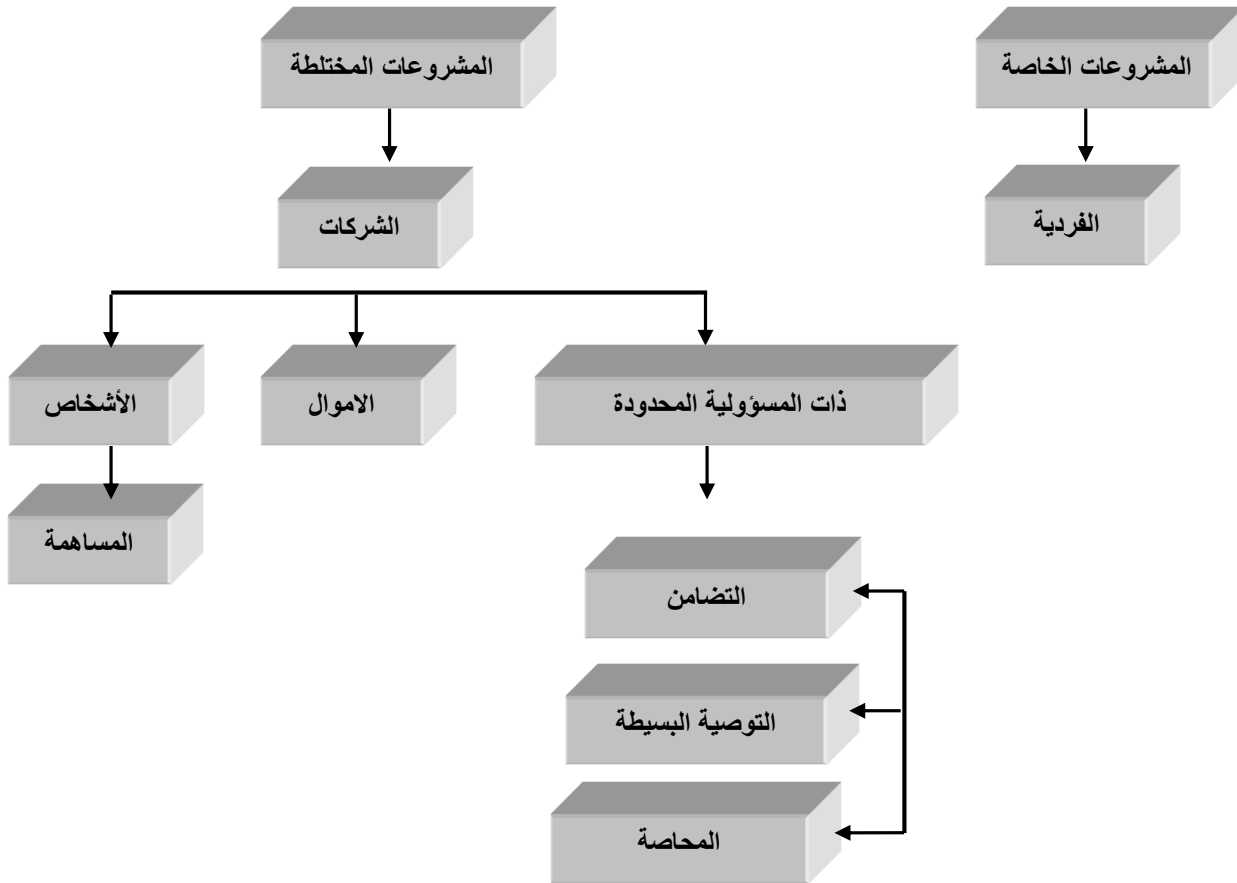 المشروعات الخاصة
المشروعات المختلطة
الفردية
الشركات
ذات المسؤولية المحدودة
الاموال
الأشخاص
المساهمة
التضامن
التوصية البسيطة
المحاصة